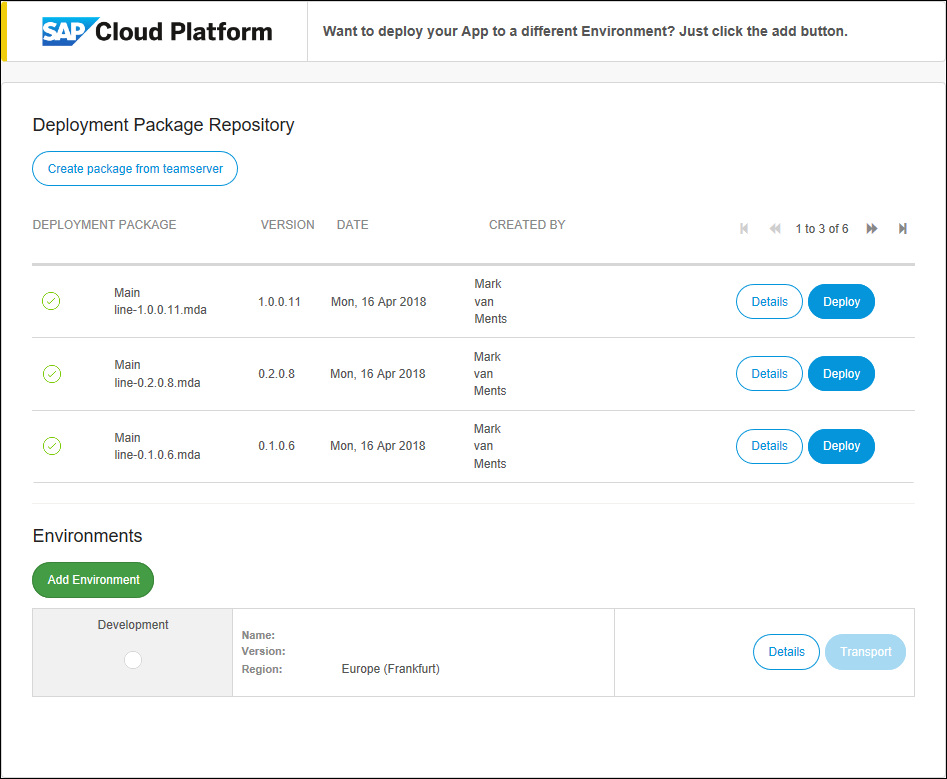 SAP Cloud Platform
Want to deploy your App to a different Environment? Just click the add button.
Deployment Package Repository
Create package from teamserver
DEPLOYMENT PACKAGE VERSION DATE CREATED BY 1 to 3 of 6
Main
line-1.0.0.11.mda
1.0.0.11
Mon, 16 Apr 2018
Mark
van
Ments
Details
Deploy
Main
line-0.2.0.8.mda
0.2.0.8
Mon, 16 Apr 2018
Mark
van
Ments
Details
Deploy
Main
line-0.1.0.6.mda
0.1.0.6
Mon, 16 Apr 2018
Mark
van
Ments
Details
Deploy
Environments
Add Environment
Development
Name:
Version:
Region: Europe (Frankfurt)
Details
Transport